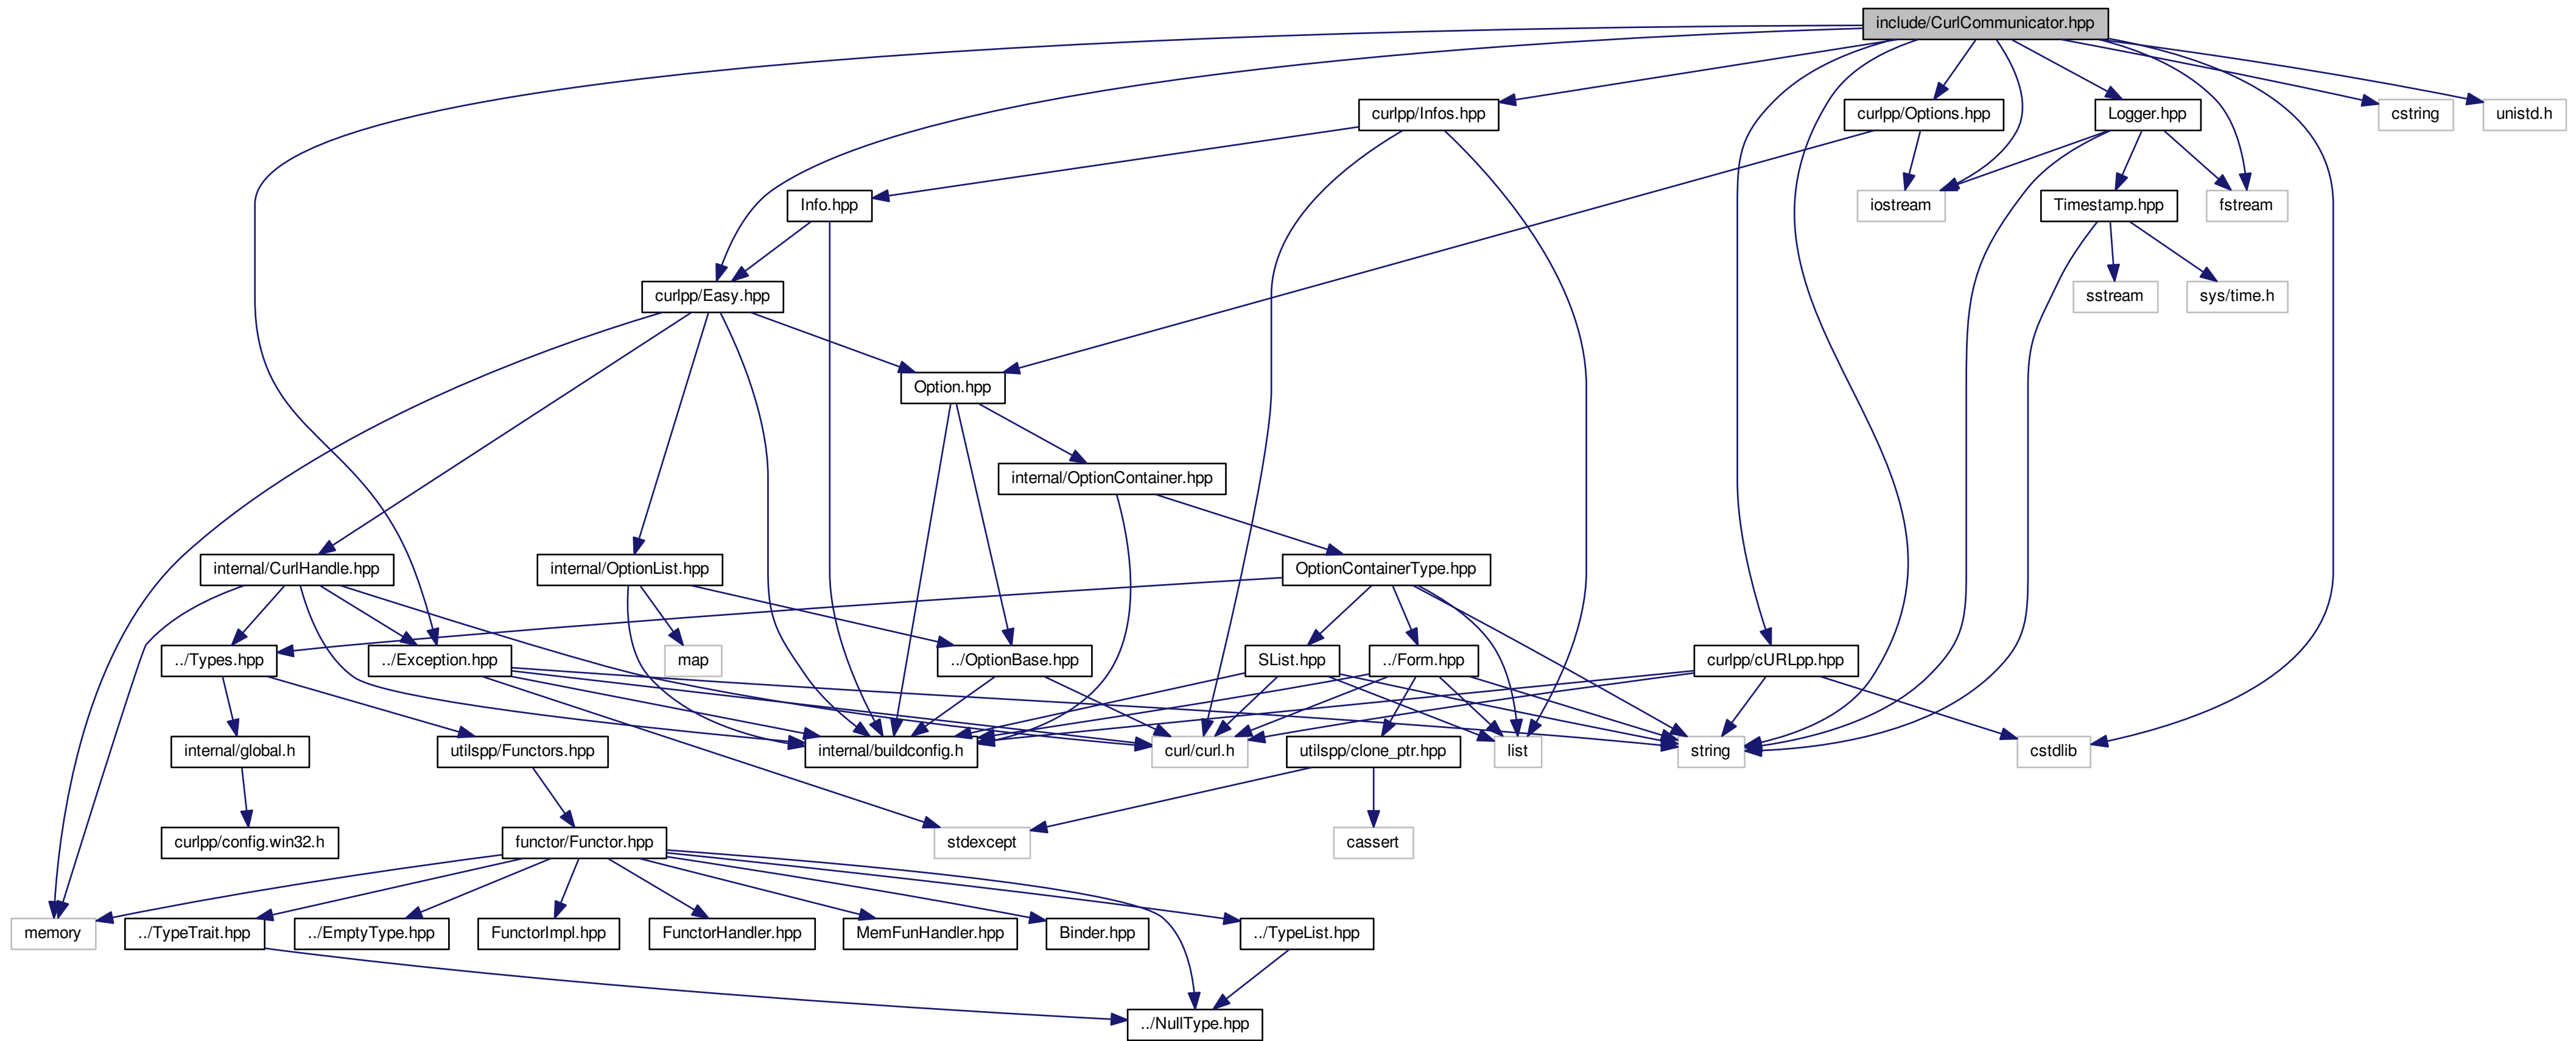 include/CurlCommunicator.hpp
curlpp/Infos.hpp
curlpp/Options.hpp
Logger.hpp
cstring
unistd.h
Info.hpp
iostream
Timestamp.hpp
fstream
curlpp/Easy.hpp
sstream
sys/time.h
Option.hpp
internal/OptionContainer.hpp
internal/CurlHandle.hpp
internal/OptionList.hpp
OptionContainerType.hpp
../Types.hpp
../Exception.hpp
map
../OptionBase.hpp
SList.hpp
../Form.hpp
curlpp/cURLpp.hpp
internal/global.h
utilspp/Functors.hpp
internal/buildconfig.h
curl/curl.h
utilspp/clone_ptr.hpp
list
string
cstdlib
curlpp/config.win32.h
functor/Functor.hpp
stdexcept
cassert
memory
../TypeTrait.hpp
../EmptyType.hpp
FunctorImpl.hpp
FunctorHandler.hpp
MemFunHandler.hpp
Binder.hpp
../TypeList.hpp
../NullType.hpp